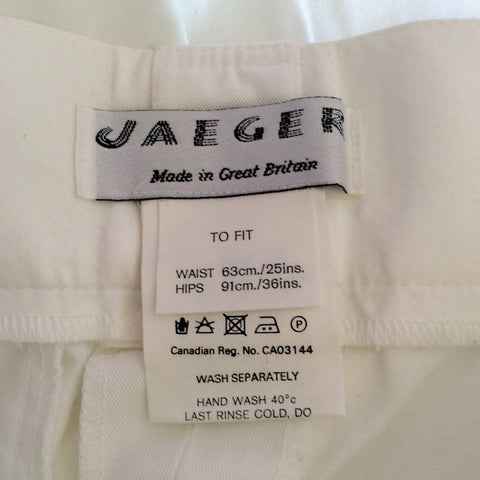 JAEGER
Made in Great Britain
TO FIT
WAIST 63cm./25ins.
HIPS 91cm./36ins.
P
Canadian Reg. No. CA03144
WASH SEPARATELY
HAND WASH 40°c
LAST RINSE COLD, DO